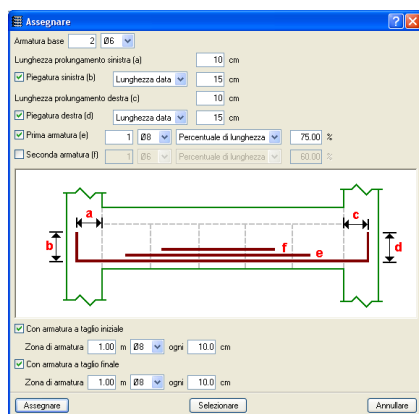 Assegnare
Armatura base 2 Ø6
Lunghezza prolungamento sinistra (a) 10 cm
Piegatura sinistra (b) Lunghezza data 15 cm
Lunghezza prolungamento destra (c) 10 cm
Piegatura destra (d) Lunghezza data 15 cm
Prima armatura (e) 1 Ø8 Percentuale di lunghezza 75.00 %
Seconda armatura (f) 1 Ø6 Percentuale di lunghezza 60.00 %
a c
b f d
e
Con armatura a taglio iniziale
Zona di armatura 1.00 m Ø8 ogni 10.0 cm
Con armatura a taglio finale
Zona di armatura 1.00 m Ø8 ogni 10.0 cm
Assegnare Selezionare Annullare